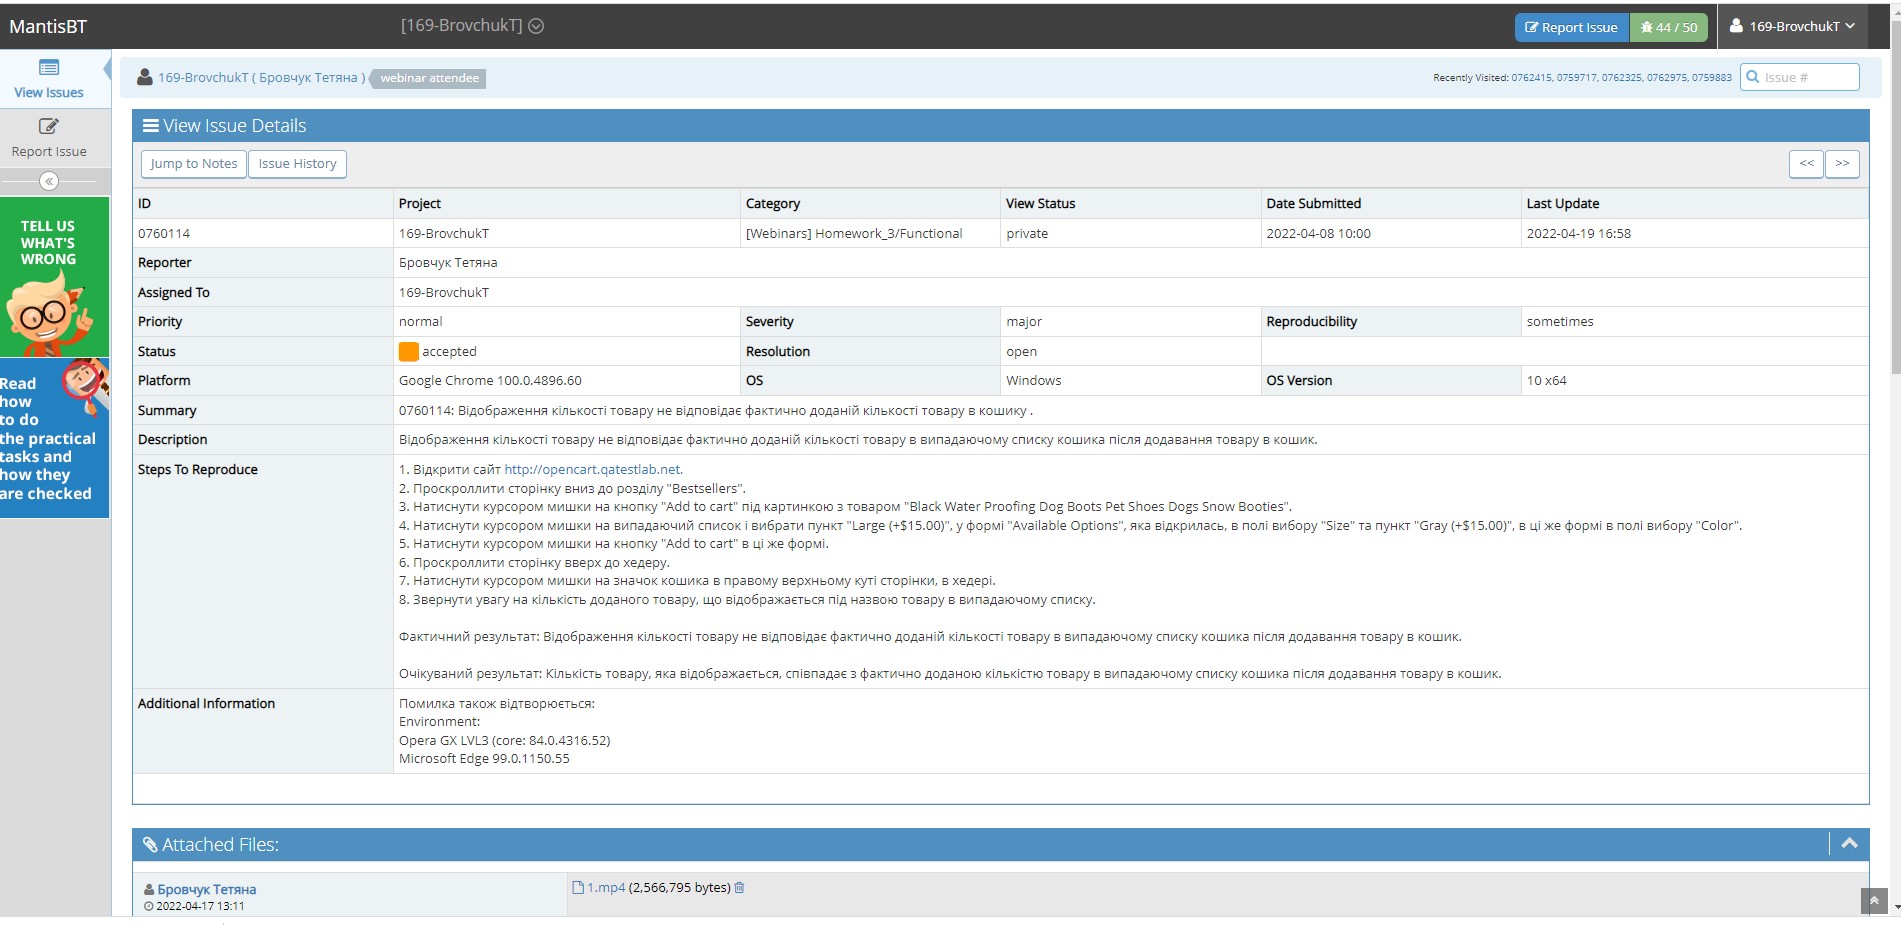 MantisBT
[169-BrovchukT]
Report Issue
44 / 50
169-BrovchukT
View Issues
Report Issue
TELL US
WHAT'S
WRONG
Read
how
to do
the practical
tasks and
how they
are checked
169-BrovchukT ( Бровчук Тетяна )
webinar attendee
Recently Visited: 0762415, 0759717, 0762325, 0762975, 0759883
Issue #
View Issue Details
Jump to Notes
Issue History
<<
>>
ID Project Category View Status Date Submitted Last Update
0760114 169-BrovchukT [Webinars] Homework_3/Functional private 2022-04-08 10:00 2022-04-19 16:58
Reporter Бровчук Тетяна
Assigned To 169-BrovchukT
Priority normal Severity major Reproducibility sometimes
Status accepted Resolution open
Platform Google Chrome 100.0.4896.60 OS Windows OS Version 10 x64
Summary 0760114: Відображення кількості товару не відповідає фактично доданій кількості товару в кошику .
Description Відображення кількості товару не відповідає фактично доданій кількості товару в випадаючому списку кошика після додавання товару в кошик.
Steps To Reproduce 1. Відкрити сайт http://opencart.qatestlab.net.
2. Проскроллити сторінку вниз до розділу "Bestsellers".
3. Натиснути курсором мишки на кнопку "Add to cart" під картинкою з товаром "Black Water Proofing Dog Boots Pet Shoes Dogs Snow Booties".
4. Натиснути курсором мишки на випадаючий список і вибрати пункт "Large (+$15.00)", у формі "Available Options", яка відкрилась, в полі вибору "Size" та пункт "Gray (+$15.00)", в ці же формі в полі вибору "Color".
5. Натиснути курсором мишки на кнопку "Add to cart" в ці же формі.
6. Проскроллити сторінку вверх до хедеру.
7. Натиснути курсором мишки на значок кошика в правому верхньому куті сторінки, в хедері.
8. Звернути увагу на кількість доданого товару, що відображається під назвою товару в випадаючому списку.
Фактичний результат: Відображення кількості товару не відповідає фактично доданій кількості товару в випадаючому списку кошика після додавання товару в кошик.
Очікуваний результат: Кількість товару, яка відображається, співпадає з фактично доданою кількістю товару в випадаючому списку кошика після додавання товару в кошик.
Additional Information Помилка також відтворюється:
Environment:
Opera GX LVL3 (core: 84.0.4316.52)
Microsoft Edge 99.0.1150.55
Attached Files:
Бровчук Тетяна
2022-04-17 13:11
1.mp4 (2,566,795 bytes)